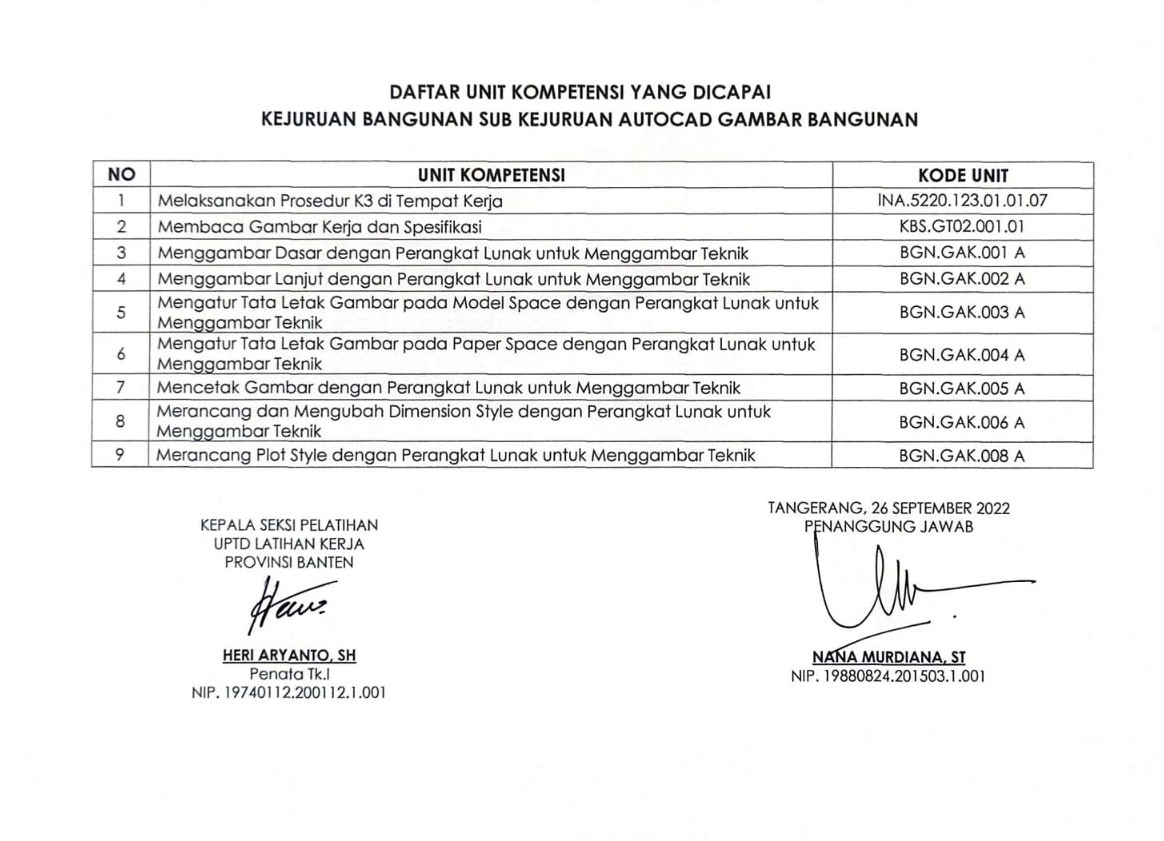 DAFTAR UNIT KOMPETENSI YANG DICAPAI
KEJURUAN BANGUNAN SUB KEJURUAN AUTOCAD GAMBAR BANGUNAN
NO UNIT KOMPETENSI KODE UNIT
1 Melaksanakan Prosedur K3 di Tempat Kerja INA.5220.123.01.01.07
2 Membaca Gambar Kerja dan Spesifikasi KBS.GT02.001.01
3 Menggambar Dasar dengan Perangkat Lunak untuk Menggambar Teknik BGN.GAK.001 A
4 Menggambar Lanjut dengan Perangkat Lunak untuk Menggambar Teknik BGN.GAK.002 A
5 Mengatur Tata Letak Gambar pada Model Space dengan Perangkat Lunak untuk
Menggambar Teknik BGN.GAK.003 A
6 Mengatur Tata Letak Gambar pada Paper Space dengan Perangkat Lunak untuk
Menggambar Teknik BGN.GAK.004 A
7 Mencetak Gambar dengan Perangkat Lunak untuk Menggambar Teknik BGN.GAK.005 A
8 Merancang dan Mengubah Dimension Style dengan Perangkat Lunak untuk
Menggambar Teknik BGN.GAK.006 A
9 Merancang Plot Style dengan Perangkat Lunak untuk Menggambar Teknik BGN.GAK.008 A
KEPALA SEKSI PELATIHAN
UPTD LATIHAN KERJA
PROVINSI BANTEN
HERI ARYANTO, SH
Penata Tk.I
NIP. 19740112.200112.1.001
TANGERANG, 26 SEPTEMBER 2022
PENANGGUNG JAWAB
NANA MURDIANA, ST
NIP. 19880824.201503.1.001